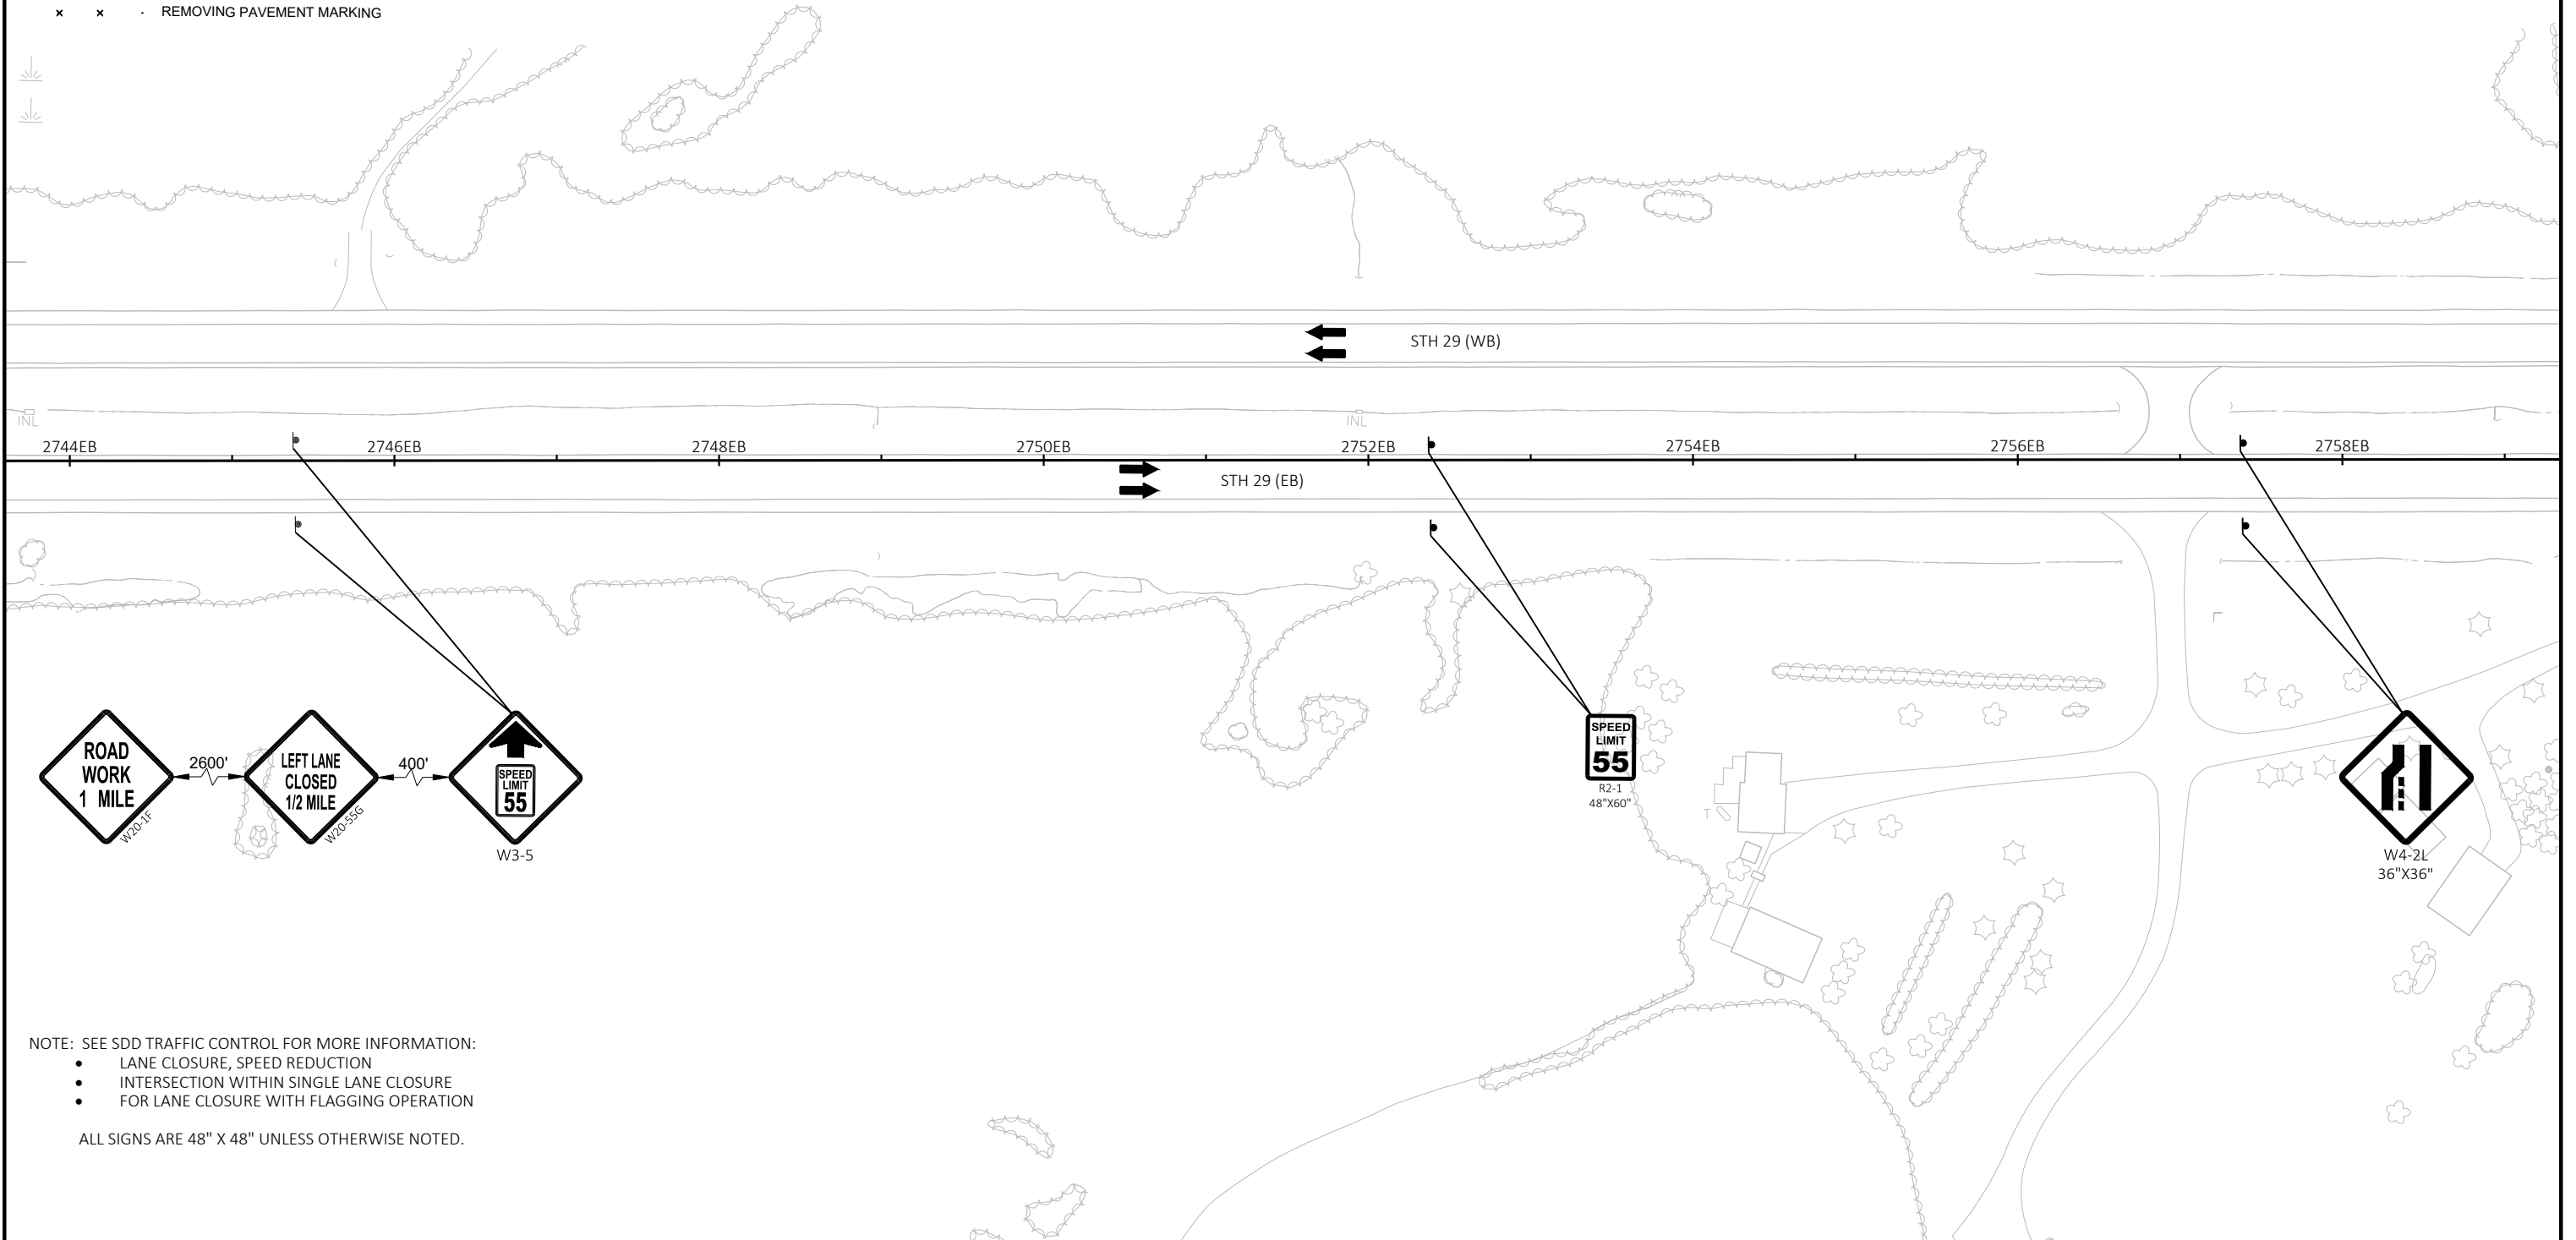 REMOVING PAVEMENT MARKING
STH 29 (WB)
INL
INL
2744EB
2746EB
2748EB
2750EB
2752EB
2754EB
2756EB
2758EB
STH 29 (EB)
ROAD
WORK
1 MILE
W20-1F
2600'
LEFT LANE
CLOSED
1/2 MILE
W20-55G
400'
SPEED
LIMIT
55
W3-5
SPEED
LIMIT
55
R2-1
48"X60"
T
W4-2L
36"X36"
NOTE: SEE SDD TRAFFIC CONTROL FOR MORE INFORMATION:
• LANE CLOSURE, SPEED REDUCTION
• INTERSECTION WITHIN SINGLE LANE CLOSURE
• FOR LANE CLOSURE WITH FLAGGING OPERATION
ALL SIGNS ARE 48" X 48" UNLESS OTHERWISE NOTED.